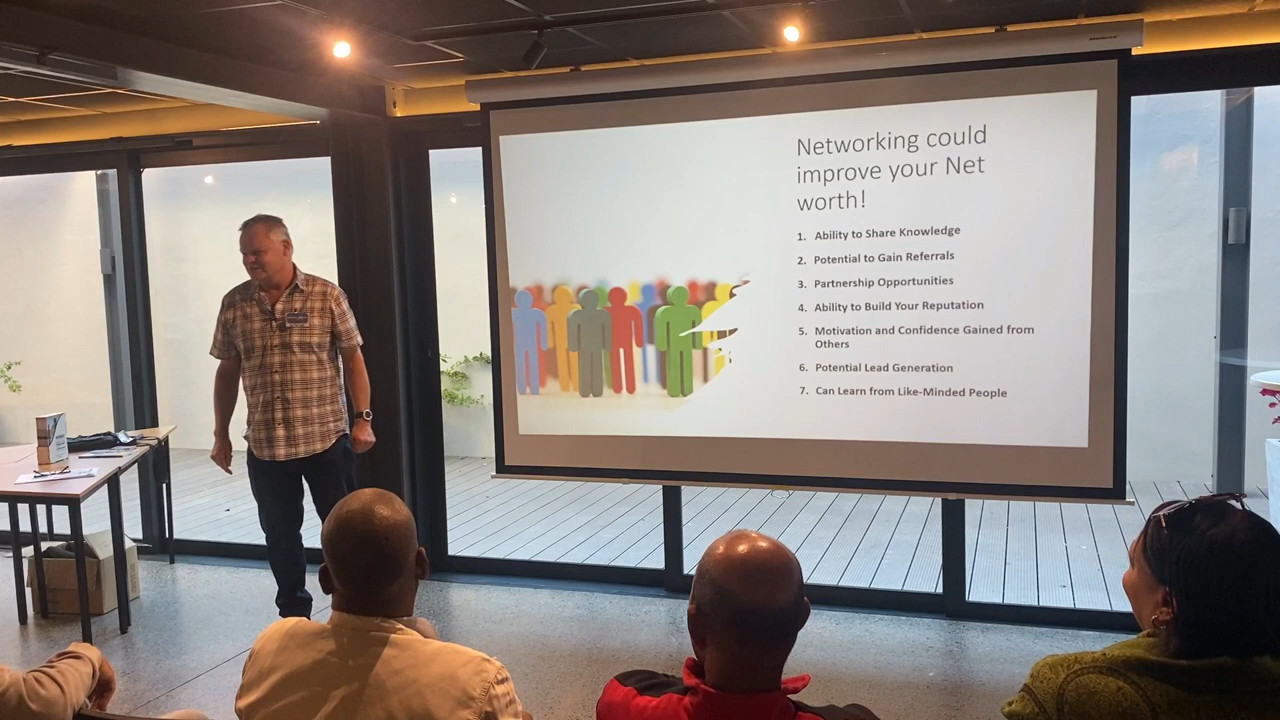 Networking could
improve your Net
worth!
1. Ability to Share Knowledge
2. Potential to Gain Referrals
3. Partnership Opportunities
4. Ability to Build Your Reputation
5. Motivation and Confidence Gained from
Others
6. Potential Lead Generation
7. Can Learn from Like-Minded People